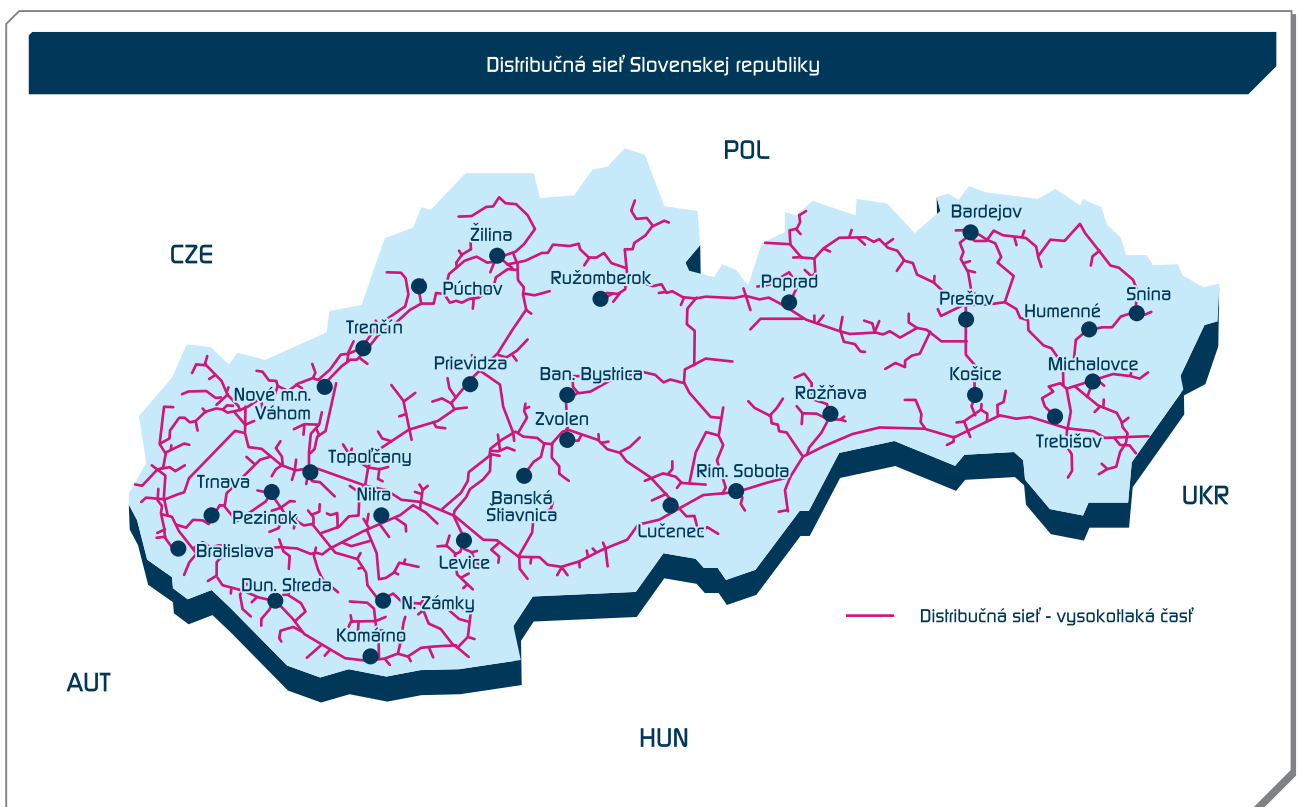 Distribučná sieť Slovenskej republiky
POL
CZE
Bardejov
Žilina
Ružomberok
Poprad
Púchov
Prešov
Snina
Humenné
Trenčín
Prievidza
Ban. Bystrica
Michalovce
Košice
Nové m.n.
Váhom
Rožňava
Zvolen
Trebišov
Topoľčany
Rim. Sobota
Trnava
Nitra
Banská
Štiavnica
UKR
Pezinok
Lučenec
Bratislava
Levice
Dun. Streda
N. Zámky
Distribučná sieť - vysokotlaká časť
Komárno
AUT
HUN